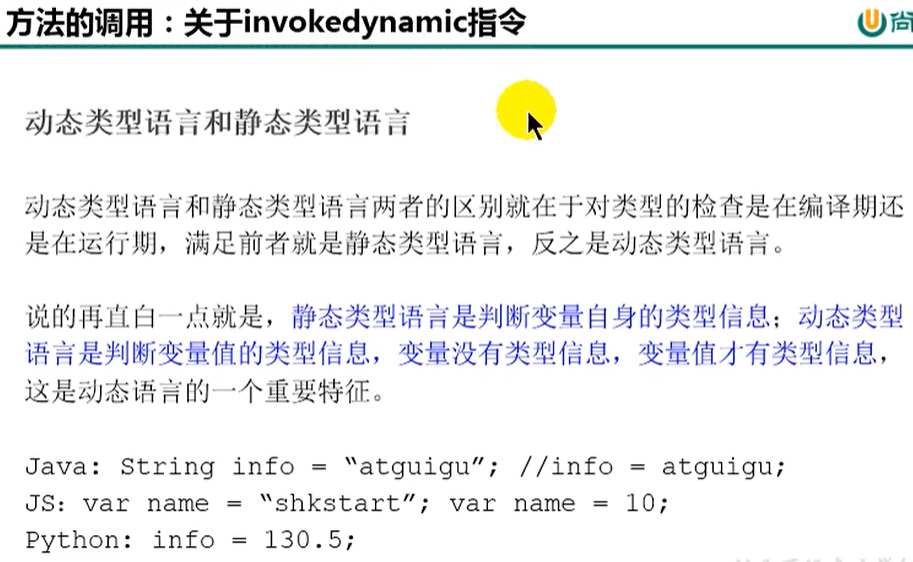 方法的调用：关于invokedynamic指令
尚
动态类型语言和静态类型语言
动态类型语言和静态类型语言两者的区别就在于对类型的检查是在编译期还
是在运行期，满足前者就是静态类型语言，反之是动态类型语言。
说的再直白一点就是，静态类型语言是判断变量自身的类型信息；动态类型
语言是判断变量值的类型信息，变量没有类型信息，变量值才有类型信息，
这是动态语言的一个重要特征。
Java: String info = “atguigu”; //info = atguigu;
JS：var name = “shkstart”; var name = 10;
Python: info = 130.5;